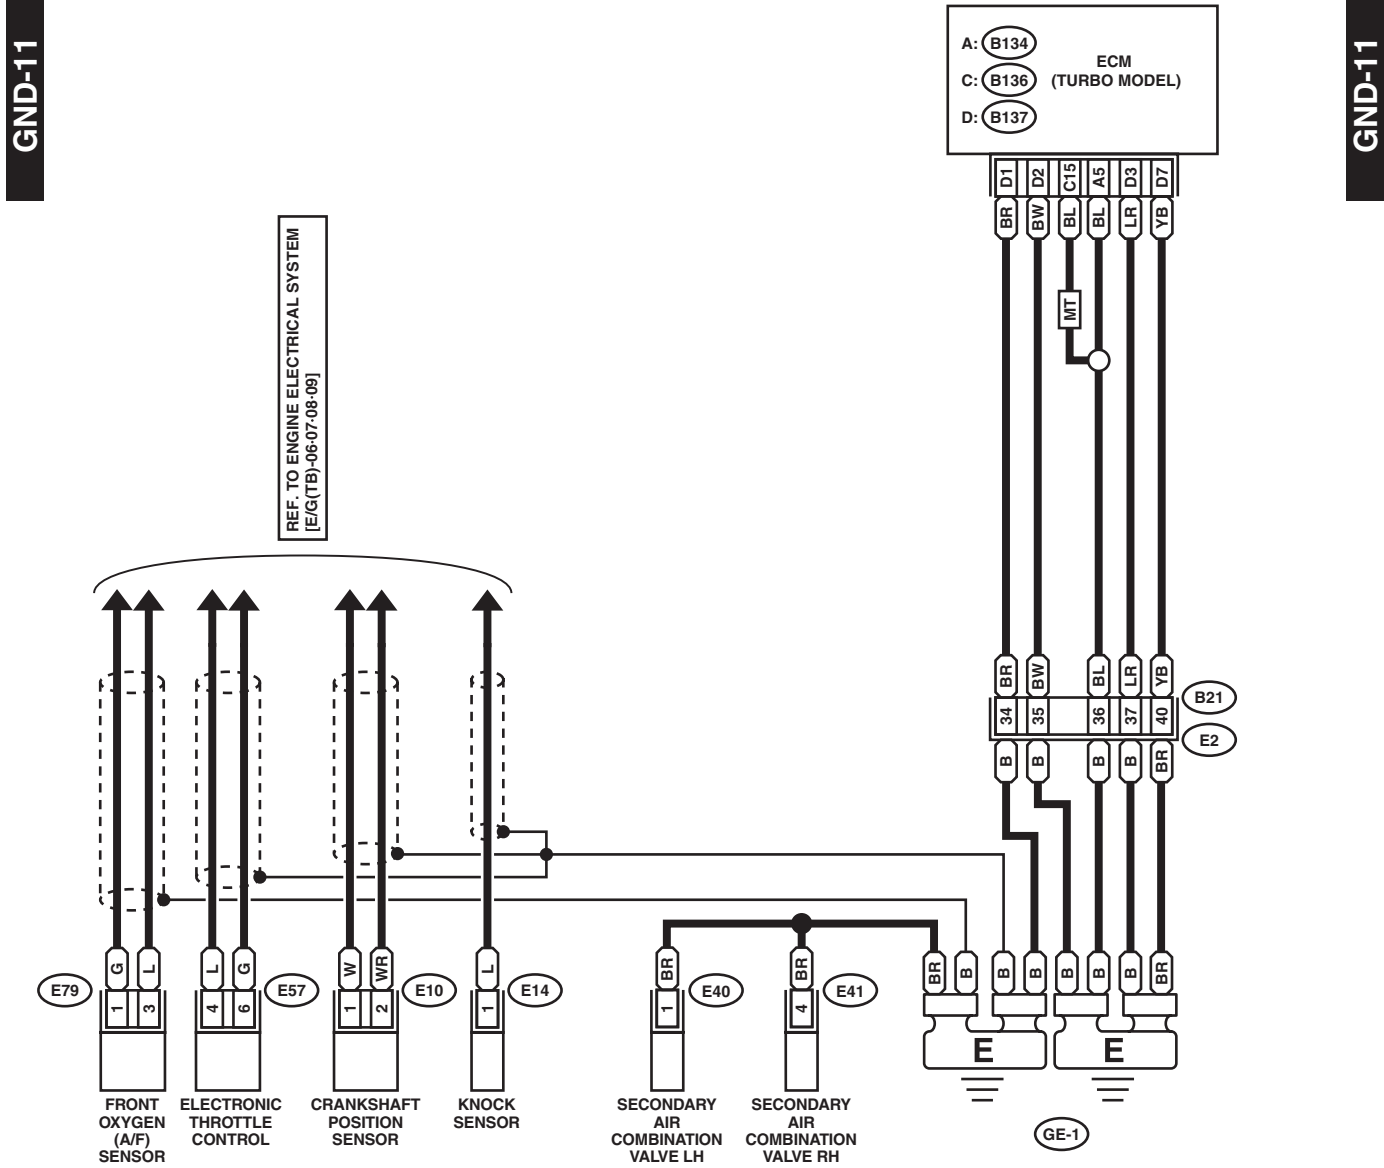 GND-11
GND-11
A: B134
C: B136
D: B137
ECM
(TURBO MODEL)
D1 D2 C15 A5 D3 D7
BR BW BL BL LR YB
MT
REF. TO ENGINE ELECTRICAL SYSTEM
[E/G(TB)-06·07·08·09]
BR BW BL LR YB
34 35 36 37 40
B21
E2
B B B B BR
G L L G W WR L BR BR BR B B B B B B BR
E79 E57 E10 E14 E40 E41
1 3 4 6 1 2 1 1 4
E E
FRONT
OXYGEN
(A/F)
SENSOR
ELECTRONIC
THROTTLE
CONTROL
CRANKSHAFT
POSITION
SENSOR
KNOCK
SENSOR
SECONDARY
AIR
COMBINATION
VALVE LH
SECONDARY
AIR
COMBINATION
VALVE RH
GE-1